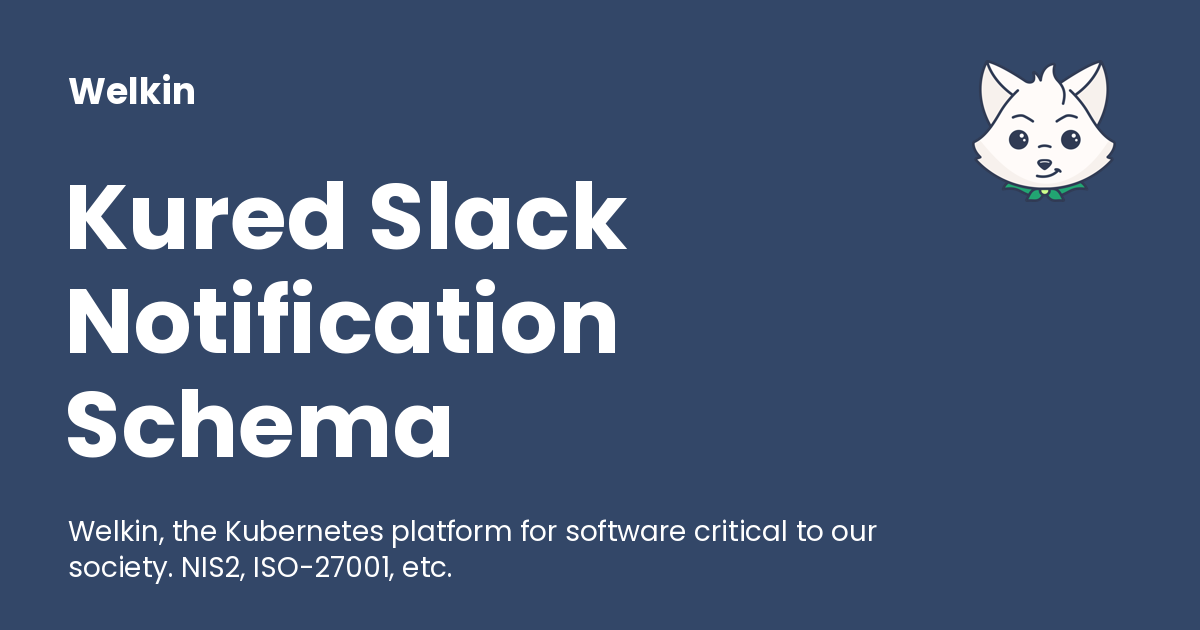 Welkin
Kured Slack
Notification
Schema
Welkin, the Kubernetes platform for software critical to our
society. NIS2, ISO-27001, etc.